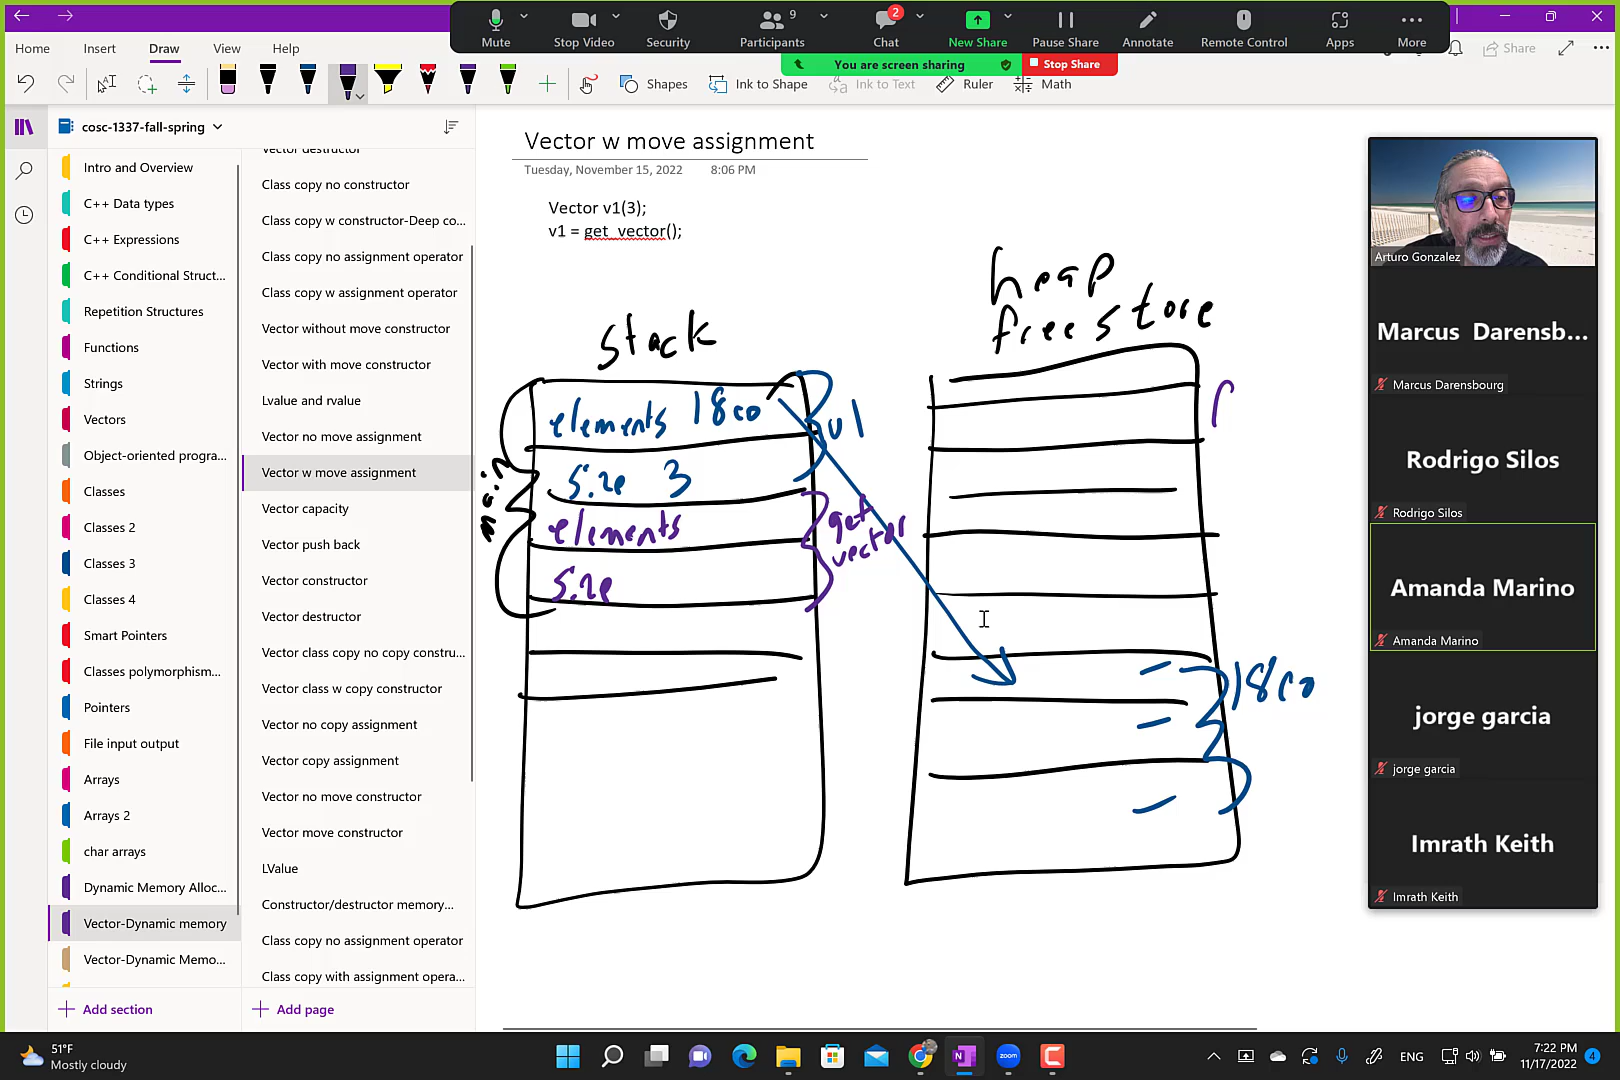 Mute
Stop Video
Security
9
Participants
2
Chat
New Share
Pause Share
Annotate
Remote Control
Apps
More
You are screen sharing
Stop Share
Home
Insert
Draw
View
Help
Share
Shapes
Ink to Shape
Ink to Text
Ruler
Math
cosc-1337-fall-spring
Intro and Overview
C++ Data types
C++ Expressions
C++ Conditional Struct...
Repetition Structures
Functions
Strings
Vectors
Object-oriented progra...
Classes
Classes 2
Classes 3
Classes 4
Smart Pointers
Classes polymorphism...
Pointers
File input output
Arrays
Arrays 2
char arrays
Dynamic Memory Alloc...
Vector-Dynamic memory
Vector-Dynamic Memo...
Add section
Vector destructor
Class copy no constructor
Class copy w constructor-Deep co...
Class copy no assignment operator
Class copy w assignment operator
Vector without move constructor
Vector with move constructor
Lvalue and rvalue
Vector no move assignment
Vector w move assignment
Vector capacity
Vector push back
Vector constructor
Vector destructor
Vector class copy no copy constru...
Vector class w copy constructor
Vector no copy assignment
Vector copy assignment
Vector no move constructor
Vector move constructor
LValue
Constructor/destructor memory...
Class copy no assignment operator
Class copy with assignment opera...
Add page
Vector w move assignment
Tuesday, November 15, 2022 8:06 PM
Vector v1(3);
v1 = get_vector();
stack
heap
free store
main
elements 18c0
v1
size 3
elements
get
vector
size
18c0
Arturo Gonzalez
Marcus Darensb...
Marcus Darensbourg
Rodrigo Silos
Rodrigo Silos
Amanda Marino
Amanda Marino
jorge garcia
jorge garcia
Imrath Keith
Imrath Keith
51°F
Mostly cloudy
zoom
ENG
7:22 PM
11/17/2022
4